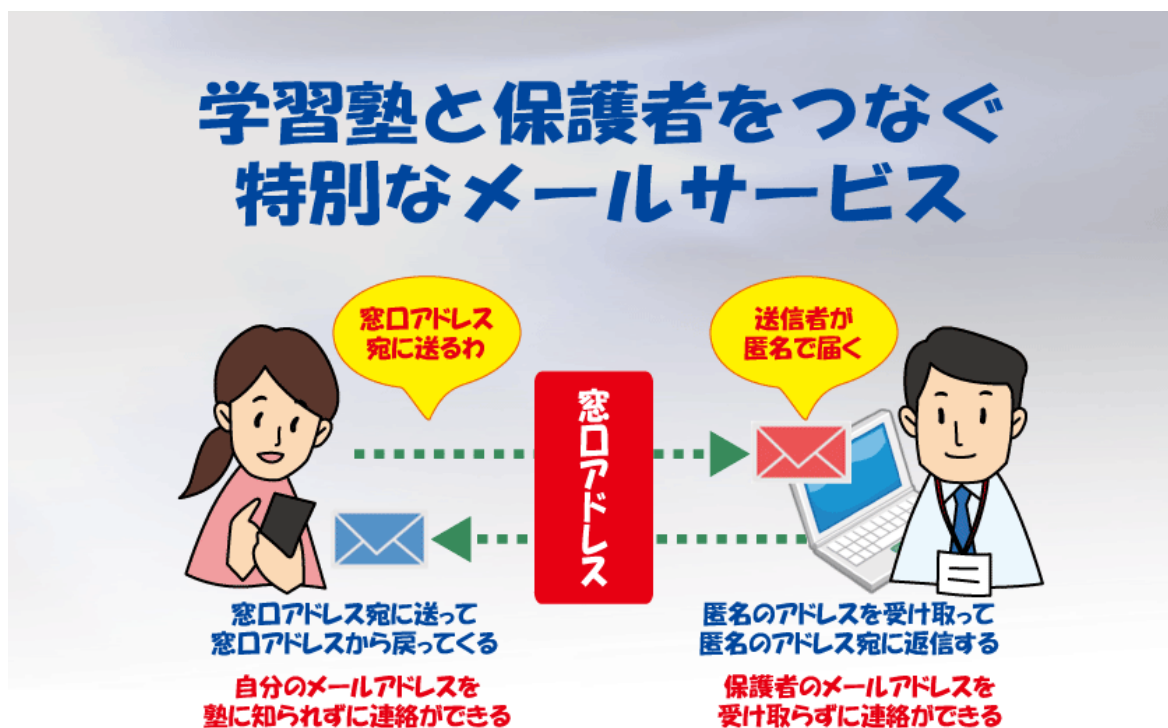 学習塾と保護者をつなぐ
特別なメールサービス
窓口アドレス
宛に送るわ
送信者が
匿名で届く
窓口アドレス
窓口アドレス宛に送って
窓口アドレスから戻ってくる
自分のメールアドレスを
塾に知られずに連絡ができる
匿名のアドレスを受け取って
匿名のアドレス宛に返信する
保護者のメールアドレスを
受け取らずに連絡ができる